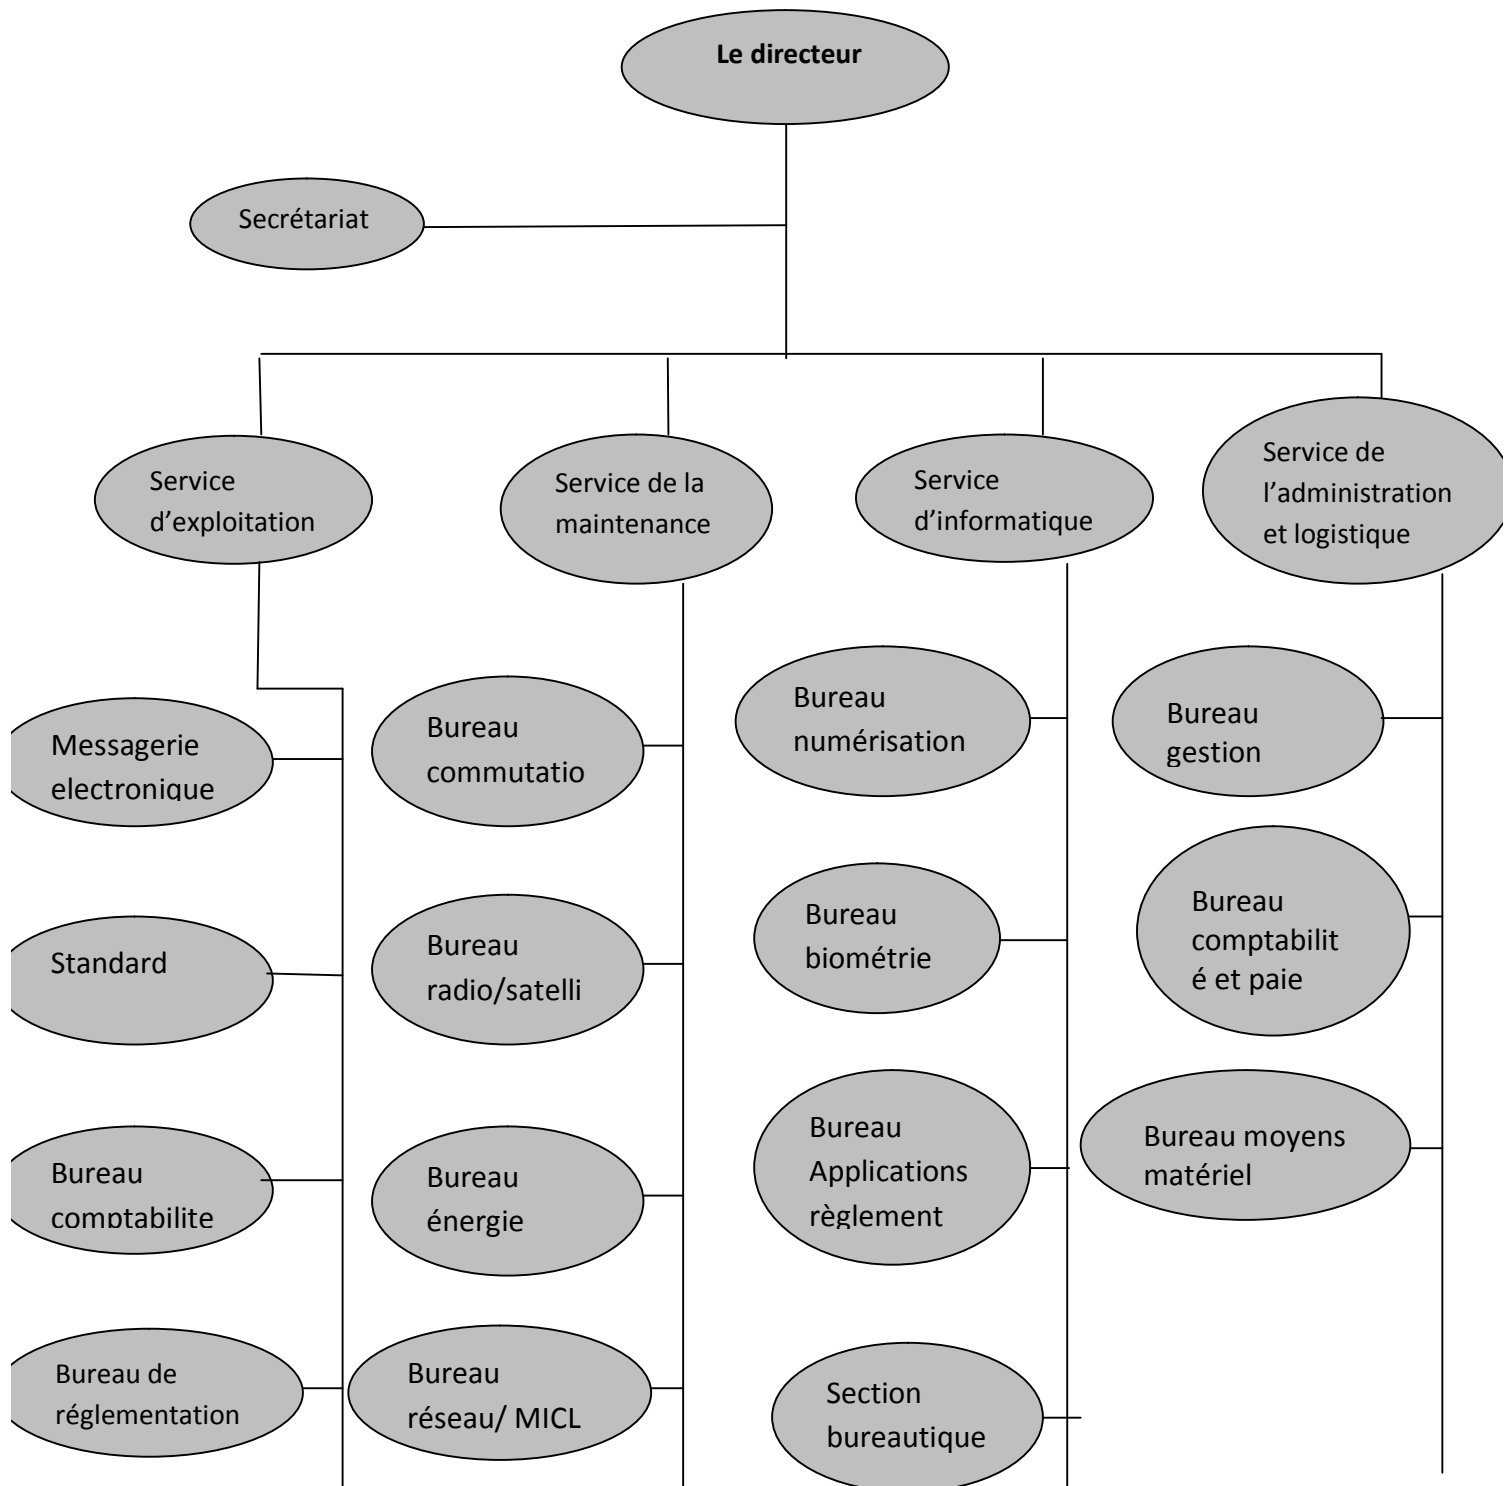 Le directeur
Secrétariat
Service
d’exploitation
Service de la
maintenance
Service
d’informatique
Service de
l’administration
et logistique
Messagerie
electronique
Standard
Bureau
comptabilite
Bureau de
réglementation
Bureau
commutatio
Bureau
radio/satelli
Bureau
énergie
Bureau
réseau/ MICL
Bureau
numérisation
Bureau
biométrie
Bureau
Applications
règlement
Section
bureautique
Bureau
gestion
Bureau
comptabilit
é et paie
Bureau moyens
matériel